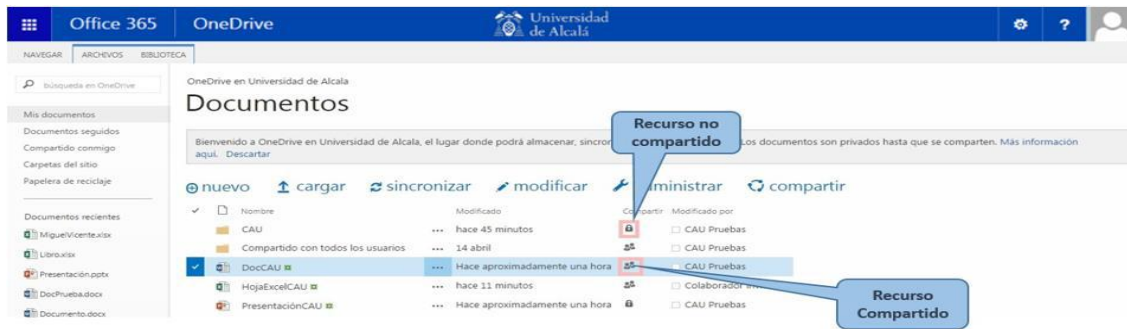 Office 365
OneDrive
Universidad
de Alcalá
?
NAVEGAR ARCHIVOS BIBLIOTECA
búsqueda en OneDrive
Mis documentos
Documentos seguidos
Compartido conmigo
Carpetas del sitio
Papelera de reciclaje
Documentos recientes
MiguelVicente.xlsx
Libro.xlsx
Presentación.pptx
DocPrueba.docx
Documento.docx
OneDrive en Universidad de Alcala
Documentos
Recurso no
compartido
Bienvenido a OneDrive en Universidad de Alcala, el lugar donde podrá almacenar, sincror Los documentos son privados hasta que se comparten. Más información
aquí. Descartar
nuevo cargar sincronizar modificar ministrar compartir
Nombre Modificado Compartir Modificado por
CAU ... hace 45 minutos CAU Pruebas
Compartido con todos los usuarios ... 14 abril CAU Pruebas
DocCAU ... Hace aproximadamente una hora CAU Pruebas
HojaExcelCAU ... hace 11 minutos Colaborador
PresentaciónCAU ... Hace aproximadamente una hora CAU Pruebas
Recurso
Compartido